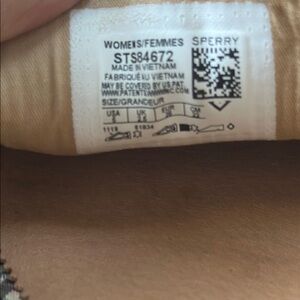 WOMENS/FEMMES SPERRY
STS84672
MADE IN VIETNAM
FABRIQUÉ AU VIETNAM
MAY BE COVERED BY US PAT.
SIZE/GRANDEUR
USA UK EUR CM
1119